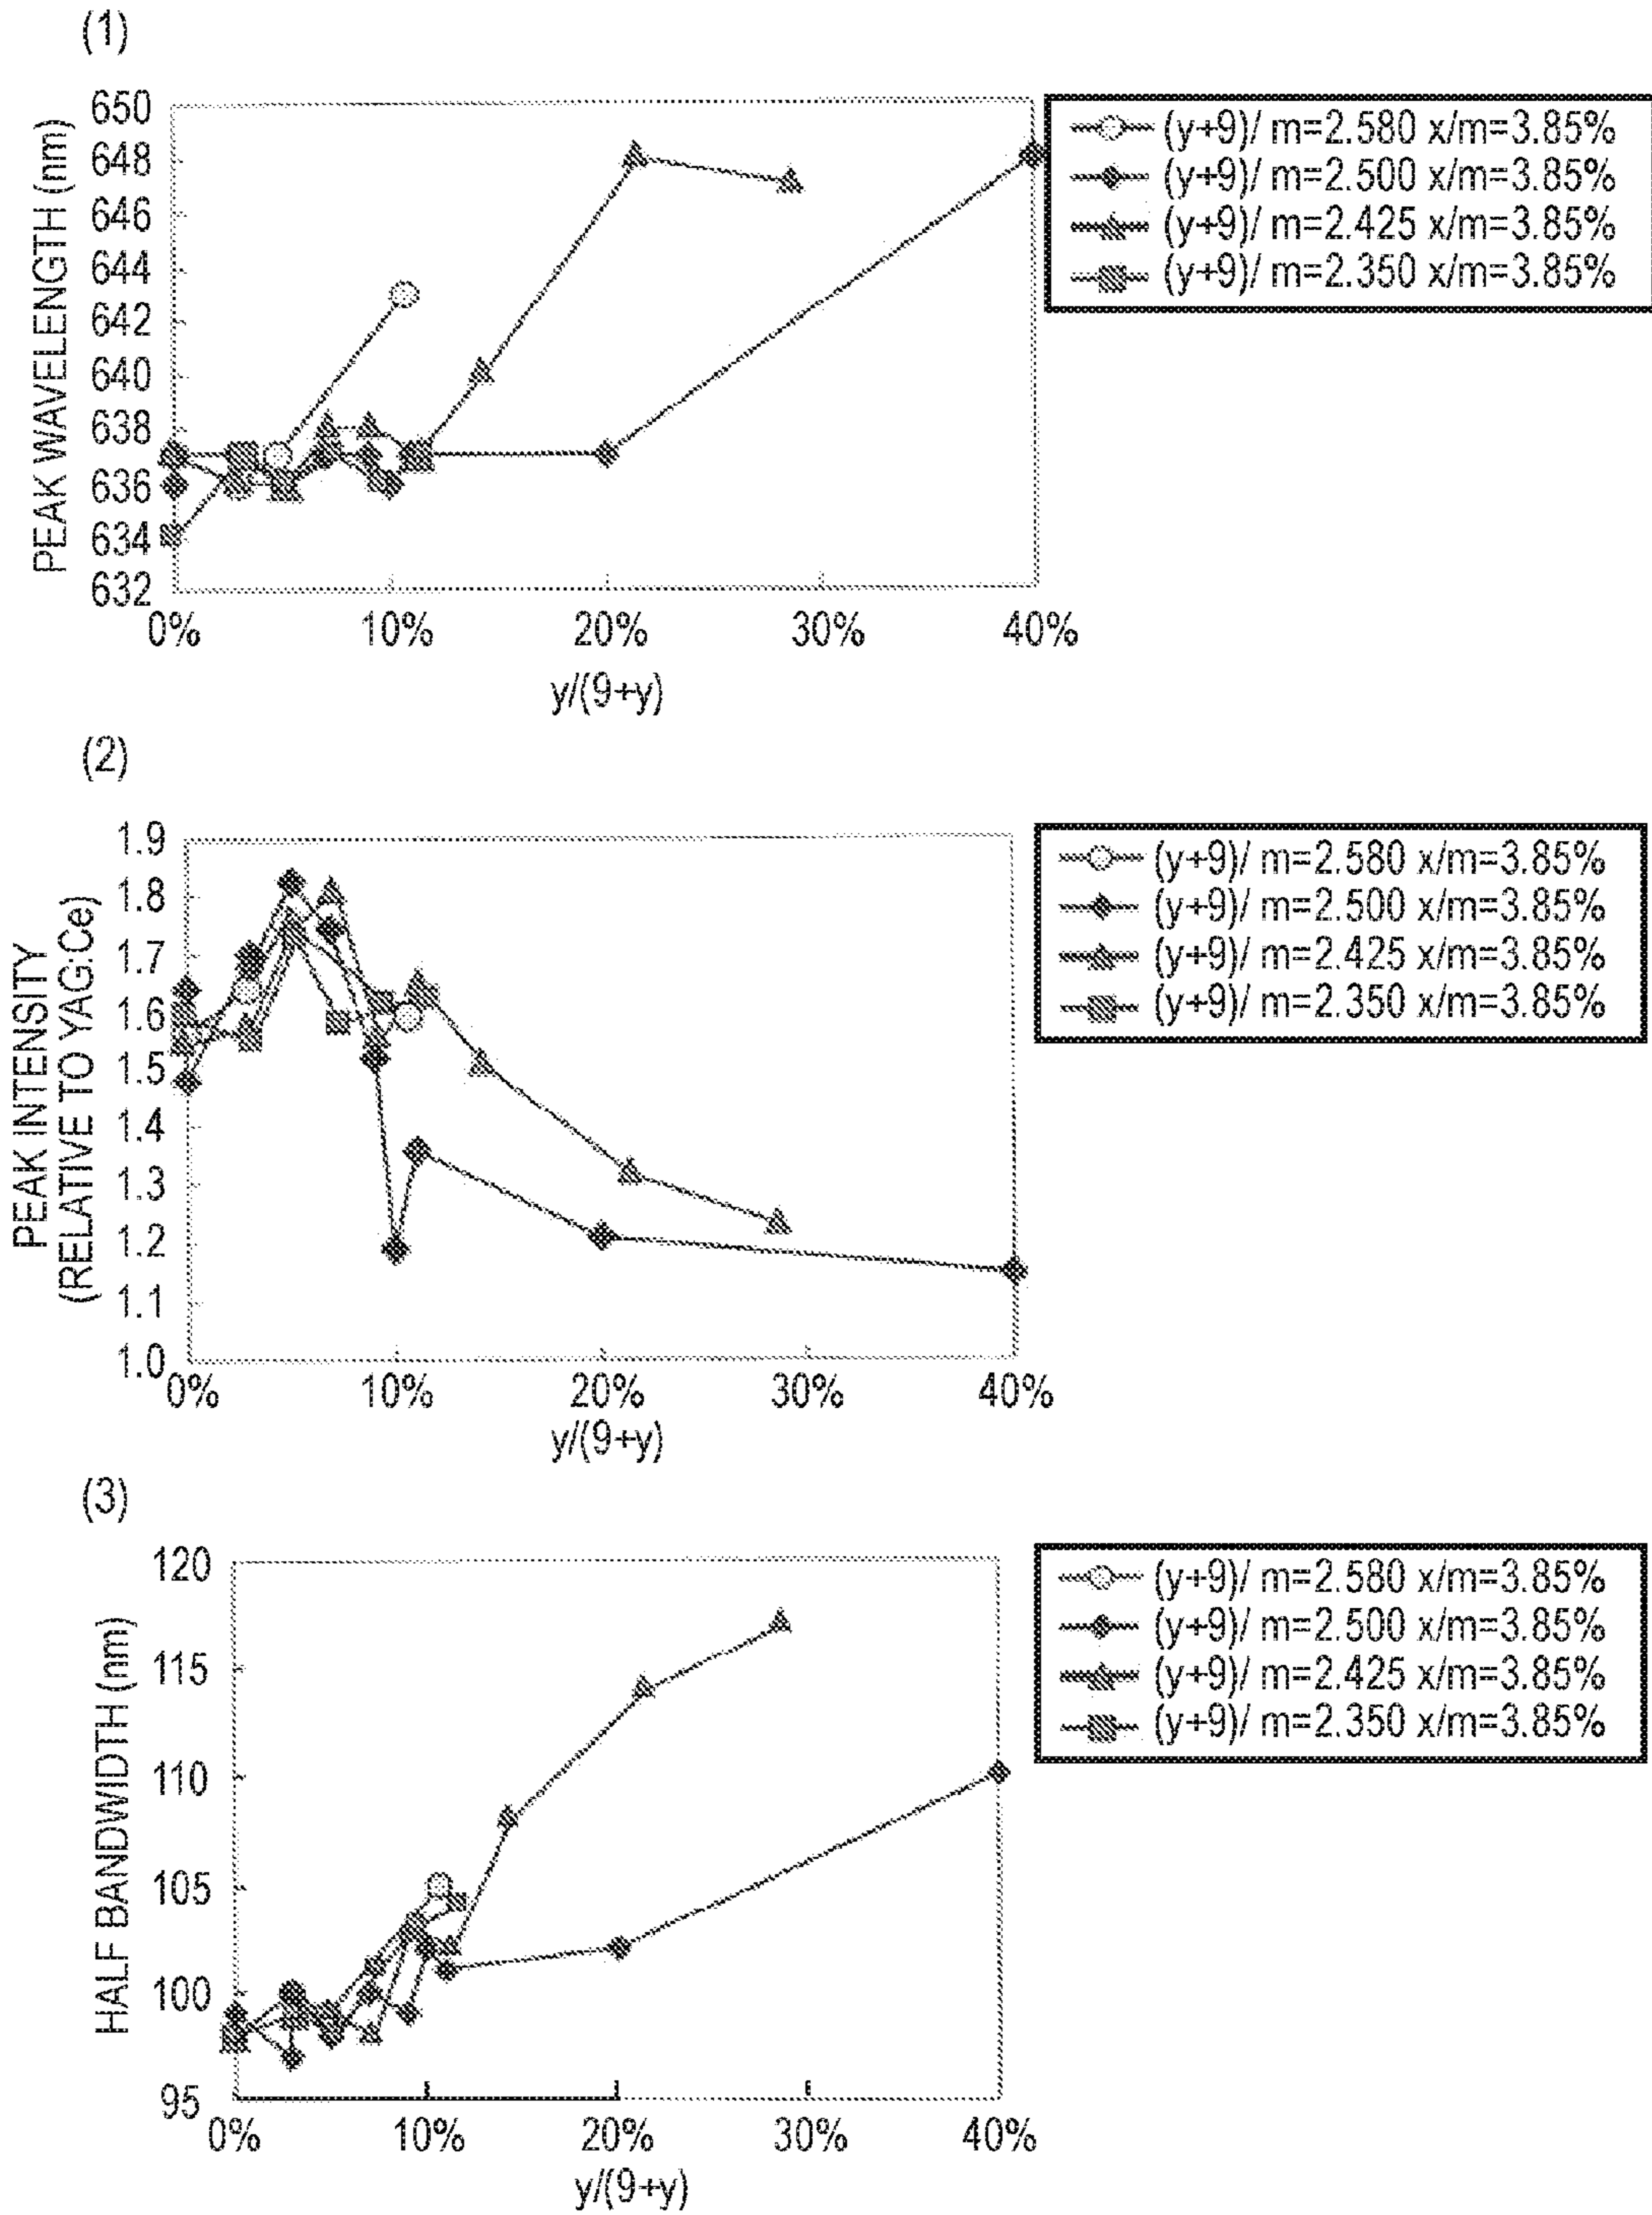 (1)
650
648
646
644
642
640
638
636
634
632
PEAK WAVELENGTH (nm)
0% 10% 20% 30% 40%
y/(9+y)
(y+9)/ m=2.580 x/m=3.85%
(y+9)/ m=2.500 x/m=3.85%
(y+9)/ m=2.425 x/m=3.85%
(y+9)/ m=2.350 x/m=3.85%
(2)
1.9
1.8
1.7
1.6
1.5
1.4
1.3
1.2
1.1
1.0
PEAK INTENSITY
(RELATIVE TO YAG:Ce)
0% 10% 20% 30% 40%
y/(9+y)
(y+9)/ m=2.580 x/m=3.85%
(y+9)/ m=2.500 x/m=3.85%
(y+9)/ m=2.425 x/m=3.85%
(y+9)/ m=2.350 x/m=3.85%
(3)
120
115
110
105
100
95
HALF BANDWIDTH (nm)
0% 10% 20% 30% 40%
y/(9+y)
(y+9)/ m=2.580 x/m=3.85%
(y+9)/ m=2.500 x/m=3.85%
(y+9)/ m=2.425 x/m=3.85%
(y+9)/ m=2.350 x/m=3.85%